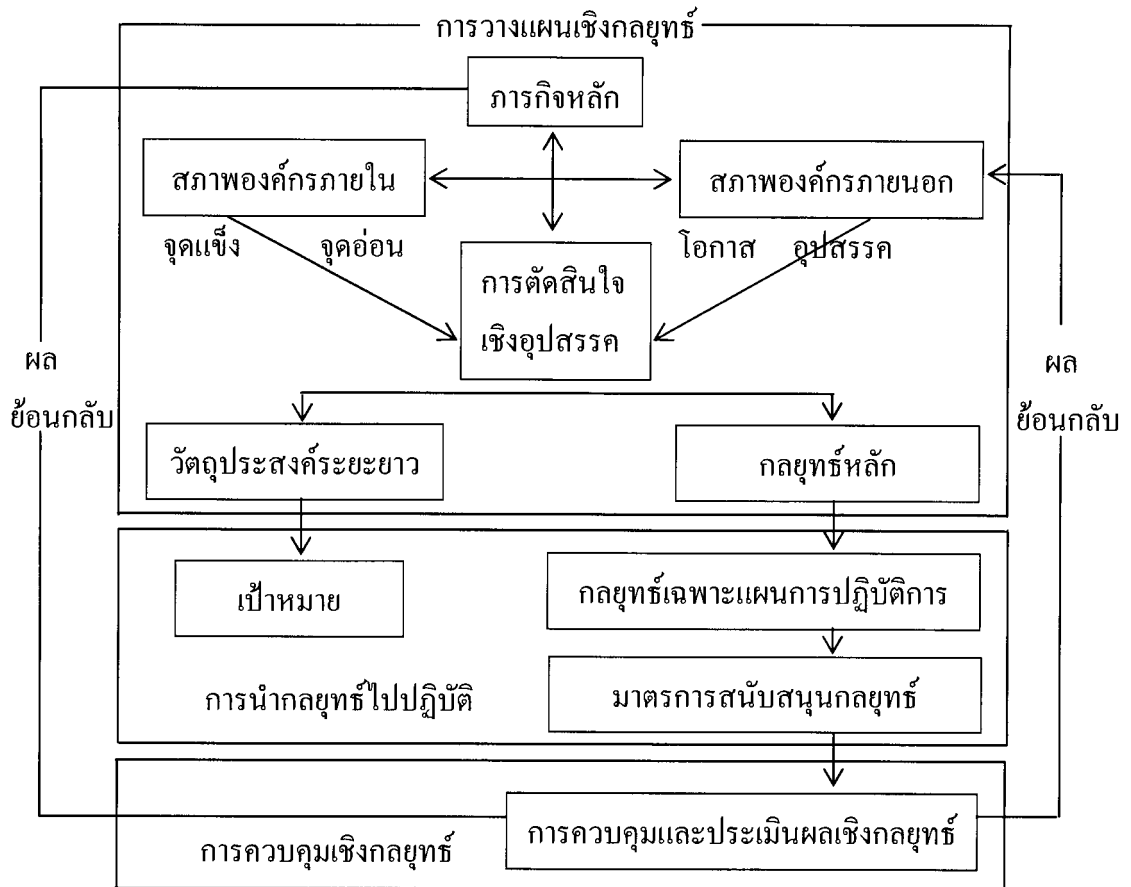 การวางแผนเชิงกลยุทธ์
ภารกิจหลัก
สภาพองค์กรภายใน
สภาพองค์กรภายนอก
จุดแข็ง จุดอ่อน
โอกาส อุปสรรค
การตัดสินใจ
เชิงอุปสรรค
ผล
ย้อนกลับ
ผล
ย้อนกลับ
วัตถุประสงค์ระยะยาว
กลยุทธ์หลัก
เป้าหมาย
กลยุทธ์เฉพาะแผนการปฏิบัติการ
การนำกลยุทธ์ไปปฏิบัติ
มาตรการสนับสนุนกลยุทธ์
การควบคุมและประเมินผลเชิงกลยุทธ์
การควบคุมเชิงกลยุทธ์